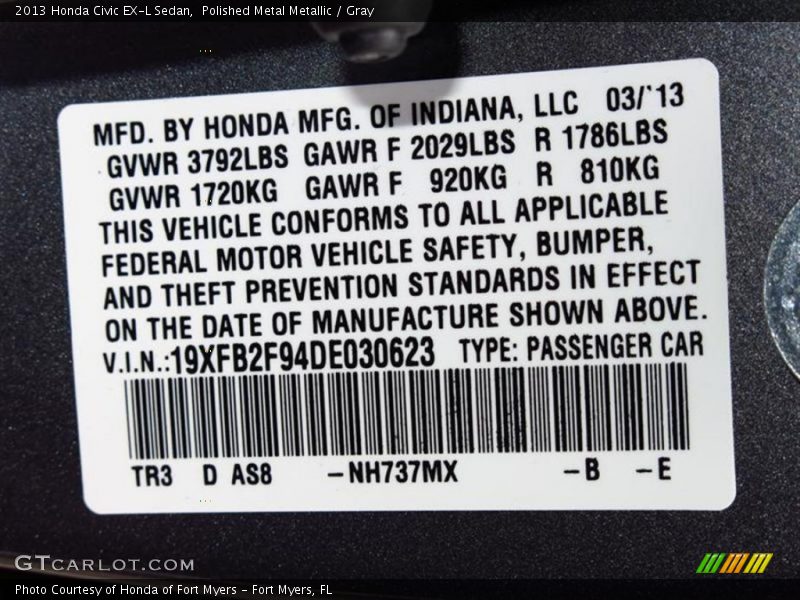 2013 Honda Civic EX-L Sedan, Polished Metal Metallic / Gray
MFD. BY HONDA MFG. OF INDIANA, LLC 03/'13
GVWR 3792LBS GAWR F 2029LBS R 1786LBS
GVWR 1720KG GAWR F 920KG R 810KG
THIS VEHICLE CONFORMS TO ALL APPLICABLE
FEDERAL MOTOR VEHICLE SAFETY, BUMPER,
AND THEFT PREVENTION STANDARDS IN EFFECT
ON THE DATE OF MANUFACTURE SHOWN ABOVE.
V.I.N.:19XFB2F94DE030623 TYPE: PASSENGER CAR
TR3 D AS8 -NH737MX -B -E
GTCARLOT.COM
Photo Courtesy of Honda of Fort Myers - Fort Myers, FL